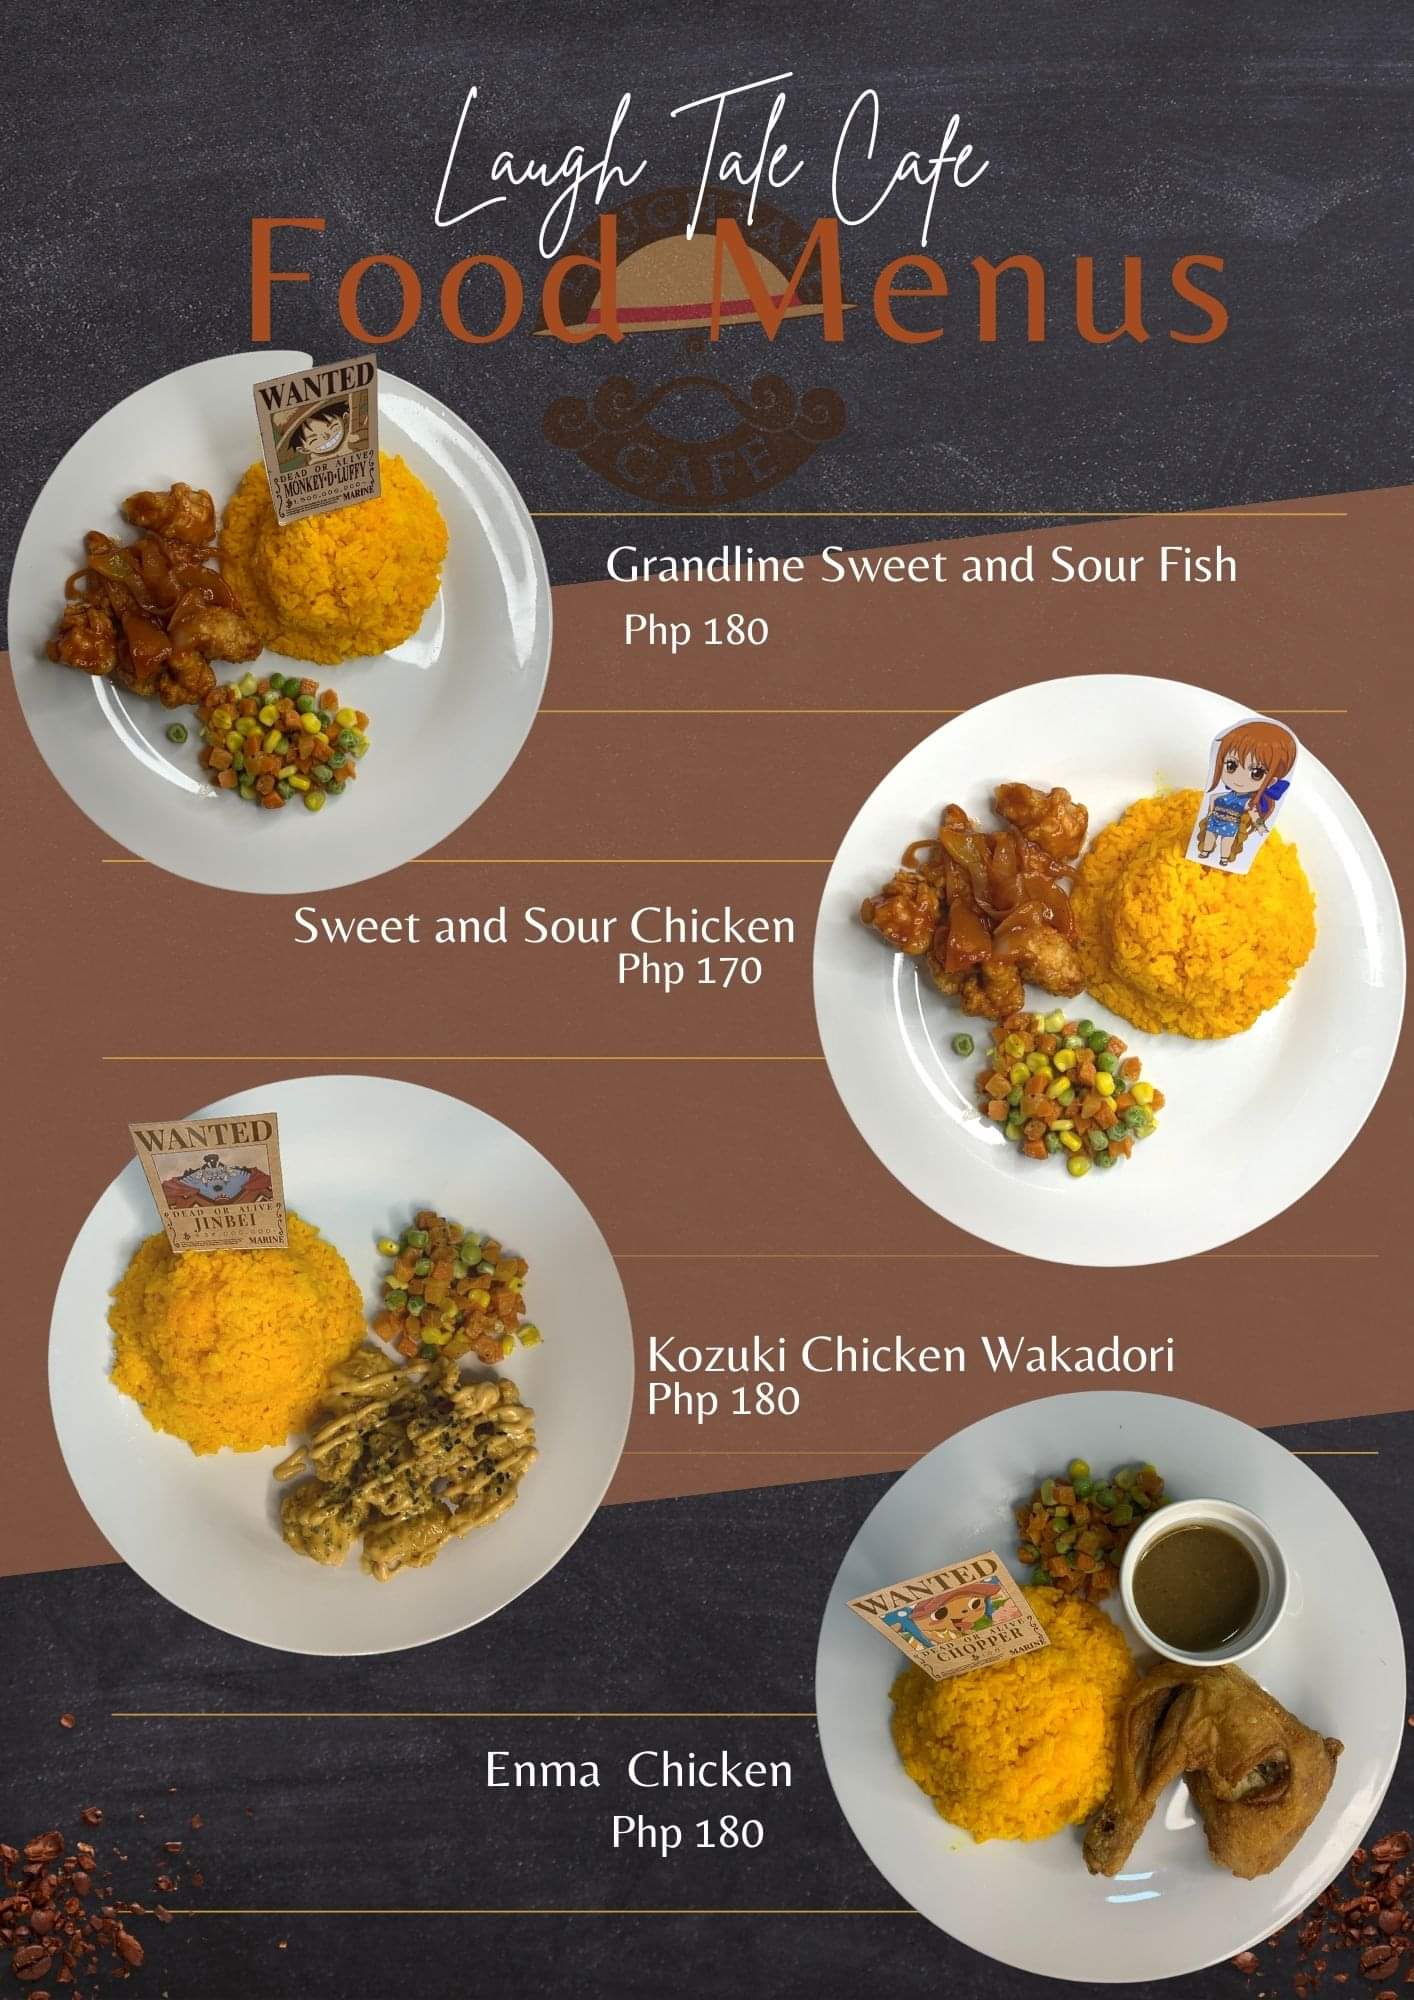 Laugh Tale Cafe
Food Menus
CAFE
WANTED
DEAD OR ALIVE
MONKEY·D·LUFFY
MARINE
Grandline Sweet and Sour Fish
Php 180
Sweet and Sour Chicken
Php 170
WANTED
DEAD OR ALIVE
JINBEI
MARINE
Kozuki Chicken Wakadori
Php 180
WANTED
DEAD OR ALIVE
CHOPPER
MARINE
Enma Chicken
Php 180